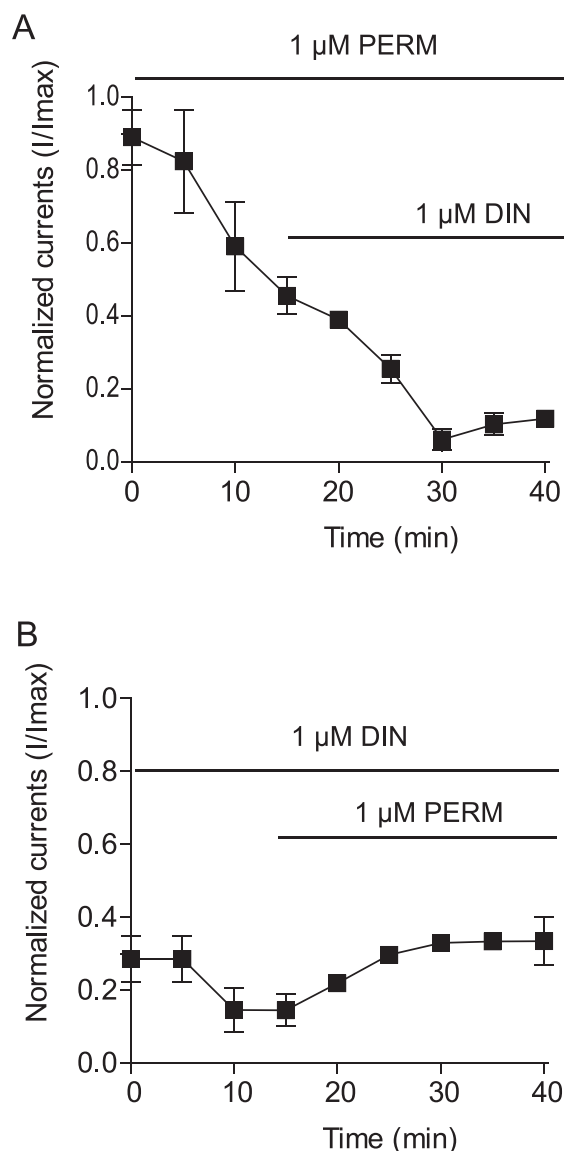 A
1 µM PERM
1.0
0.8
1 µM DIN
0.6
0.4
0.2
0.0
Normalized currents (I/Imax)
0 10 20 30 40
Time (min)
B
1.0
1 µM DIN
0.8
1 µM PERM
0.6
0.4
0.2
0.0
Normalized currents (I/Imax)
0 10 20 30 40
Time (min)